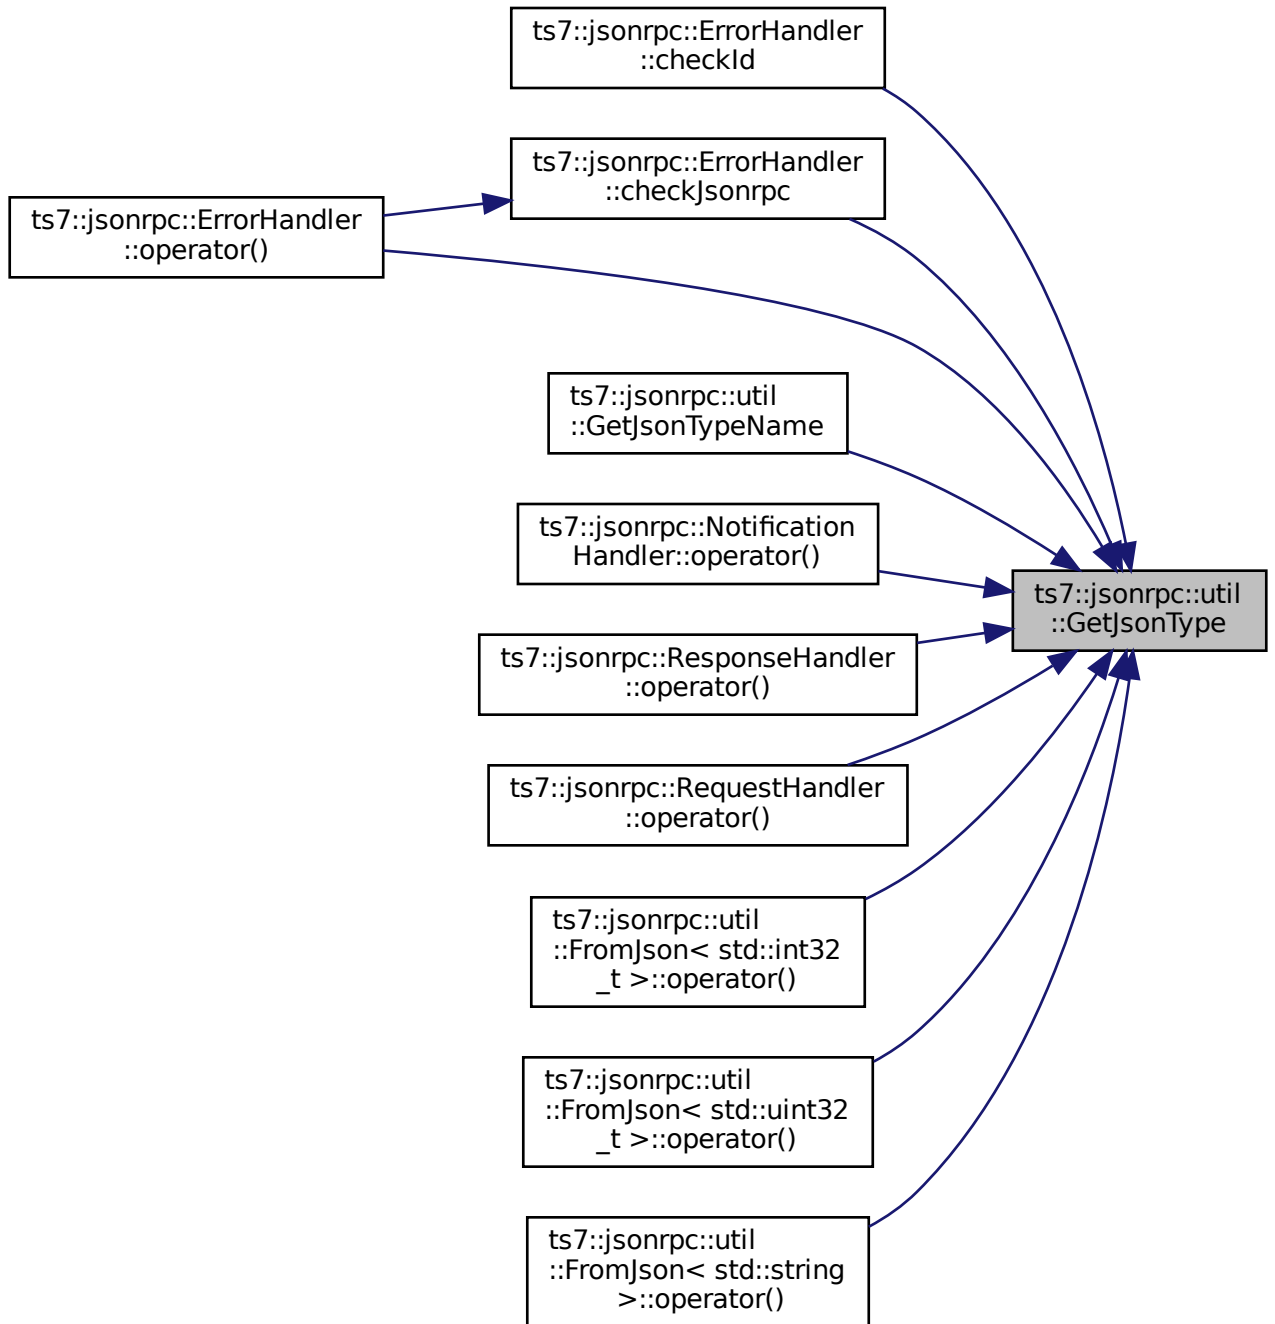 ts7::jsonrpc::ErrorHandler
::checkId
ts7::jsonrpc::ErrorHandler
::checkJsonrpc
ts7::jsonrpc::ErrorHandler
::operator()
ts7::jsonrpc::util
::GetJsonTypeName
ts7::jsonrpc::Notification
Handler::operator()
ts7::jsonrpc::util
::GetJsonType
ts7::jsonrpc::ResponseHandler
::operator()
ts7::jsonrpc::RequestHandler
::operator()
ts7::jsonrpc::util
::FromJson< std::int32
_t >::operator()
ts7::jsonrpc::util
::FromJson< std::uint32
_t >::operator()
ts7::jsonrpc::util
::FromJson< std::string
>::operator()